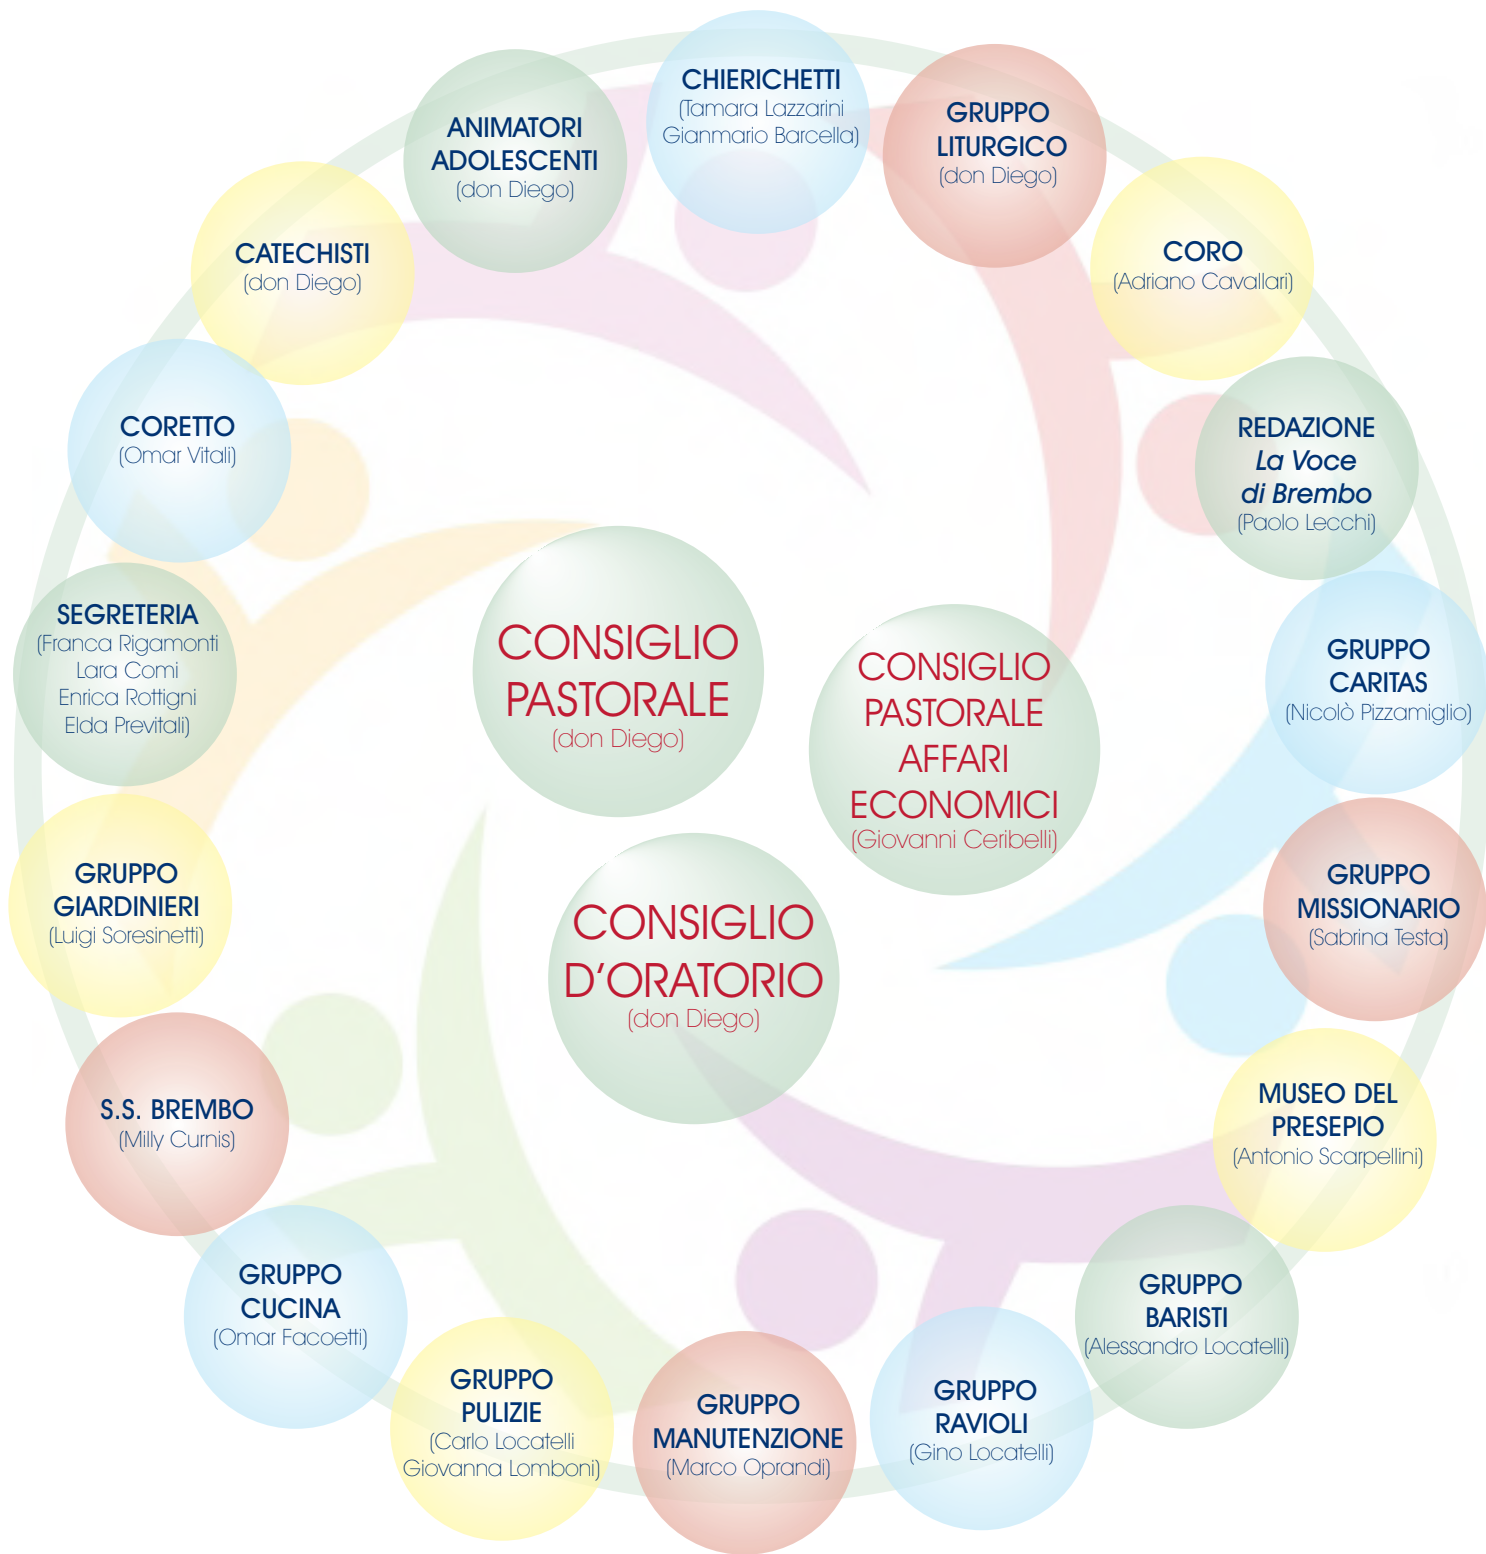 CHIERICHETTI
(Tamara Lazzarini
Gianmario Barcella)
GRUPPO
LITURGICO
(don Diego)
CORO
(Adriano Cavallari)
REDAZIONE
La Voce
di Brembo
(Paolo Lecchi)
GRUPPO
CARITAS
(Nicolò Pizzamiglio)
GRUPPO
MISSIONARIO
(Sabrina Testa)
MUSEO DEL
PRESEPIO
(Antonio Scarpellini)
GRUPPO
BARISTI
(Alessandro Locatelli)
GRUPPO
RAVIOLI
(Gino Locatelli)
GRUPPO
MANUTENZIONE
(Marco Oprandi)
GRUPPO
PULIZIE
(Carlo Locatelli
Giovanna Lomboni)
GRUPPO
CUCINA
(Omar Facoetti)
S.S. BREMBO
(Milly Curnis)
GRUPPO
GIARDINIERI
(Luigi Soresinetti)
SEGRETERIA
(Franca Rigamonti
Lara Comi
Enrica Rottigni
Elda Previtali)
CORETTO
(Omar Vitali)
CATECHISTI
(don Diego)
ANIMATORI
ADOLESCENTI
(don Diego)
CONSIGLIO
PASTORALE
(don Diego)
CONSIGLIO
PASTORALE
AFFARI
ECONOMICI
(Giovanni Ceribelli)
CONSIGLIO
D'ORATORIO
(don Diego)